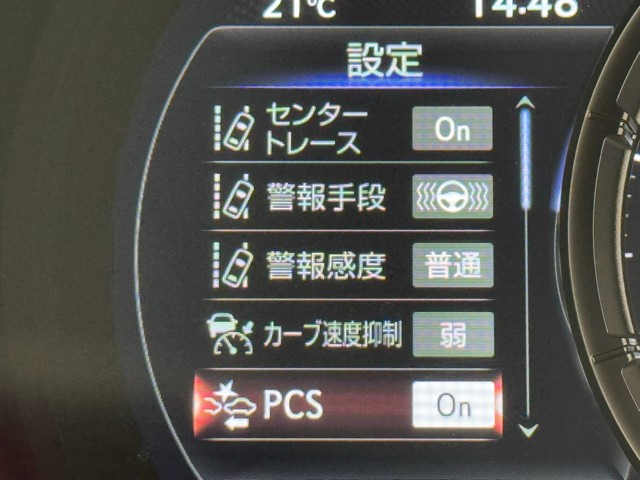 21℃ 14:48
設定
センター
トレース On
警報手段
警報感度 普通
カーブ速度抑制 弱
PCS On